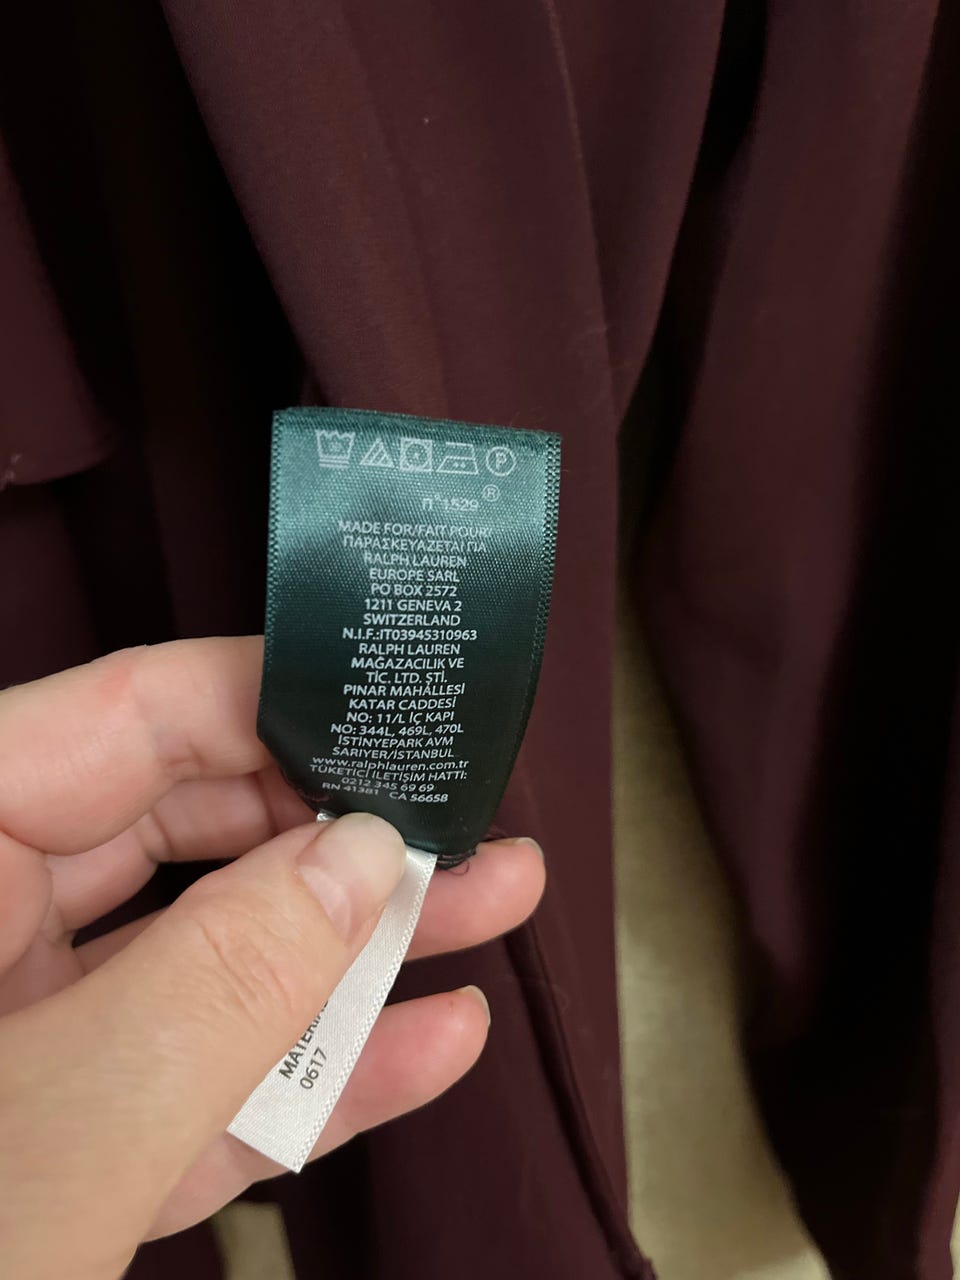 P
®
Π° 1529
MADE FOR/FAIT POUR/
ΠΑΡΑΣΚΕΥΑΖΕΤΑΙ ΓΙΑ
RALPH LAUREN
EUROPE SARL
PO BOX 2572
1211 GENEVA 2
SWITZERLAND
N.I.F.:IT03945310963
RALPH LAUREN
MAĞAZACILIK VE
TİC. LTD. ŞTİ.
PINAR MAHALLESİ
KATAR CADDESİ
NO: 11/L İÇ KAPI
NO: 344L, 469L, 470L
İSTİNYEPARK AVM
SARIYER/İSTANBUL
www.ralphlauren.com.tr
TÜKETİCİ İLETİŞİM HATTI:
0212 345 69 69
RN 41381 CA 56658
0617